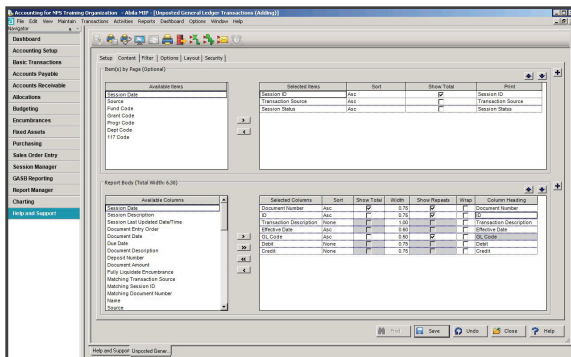 Accounting for NPS Training Organization - Abila MIP - [Unposted General Ledger Transactions (Adding)]
File Edit View Maintain Transactions Activities Reports Dashboard Options Window Help
Navigator
Dashboard
Accounting Setup
Basic Transactions
Accounts Payable
Accounts Receivable
Allocations
Budgeting
Encumbrances
Fixed Assets
Purchasing
Sales Order Entry
Session Manager
GASB Reporting
Report Manager
Charting
Help and Support
Setup Content Filter Options Layout Security
Item(s) by Page (Optional)
Available Items
Session Date
Source
Fund Code
Grant Code
Progr Code
Dept Code
117 Code
>
<
Selected Items Sort Show Total Print
Session ID Asc Session ID
Transaction Source Asc Transaction Source
Session Status Asc Session Status
Report Body (Total Width: 6.30)
Available Columns
Session Date
Session Description
Session Last Updated Date/Time
Document Entry Order
Document Date
Due Date
Document Description
Deposit Number
Document Amount
Fully Liquidate Encumbrance
Matching Transaction Source
Matching Session ID
Matching Document Number
Name
Source
>
>>
<<
<
Selected Columns Sort Show Total Width Show Repeats Wrap Column Heading
Document Number Asc 0.75 Document Number
ID Asc 0.75 ID
Transaction Description None 1.00 Transaction Description
Effective Date Asc 0.60 Effective Date
GL Code Asc 0.60 GL Code
Debit None 0.75 Debit
Credit None 0.75 Credit
Find Save Undo Close Help
Help and Support Unposted Gener...